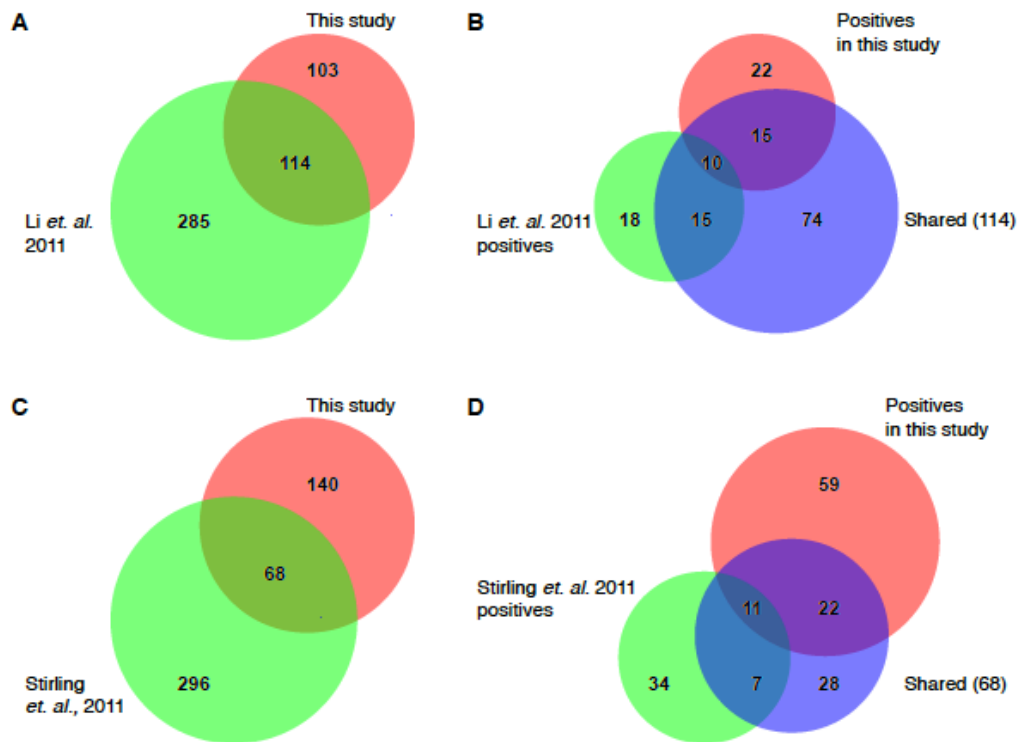 A
This study
103
114
285
Li et. al.
2011
B
Positives
in this study
22
15
10
18
15
74
Li et. al. 2011
positives
Shared (114)
C
This study
140
68
296
Stirling
et. al., 2011
D
Positives
in this study
59
Stirling et. al. 2011
positives
11
22
34
7
28
Shared (68)